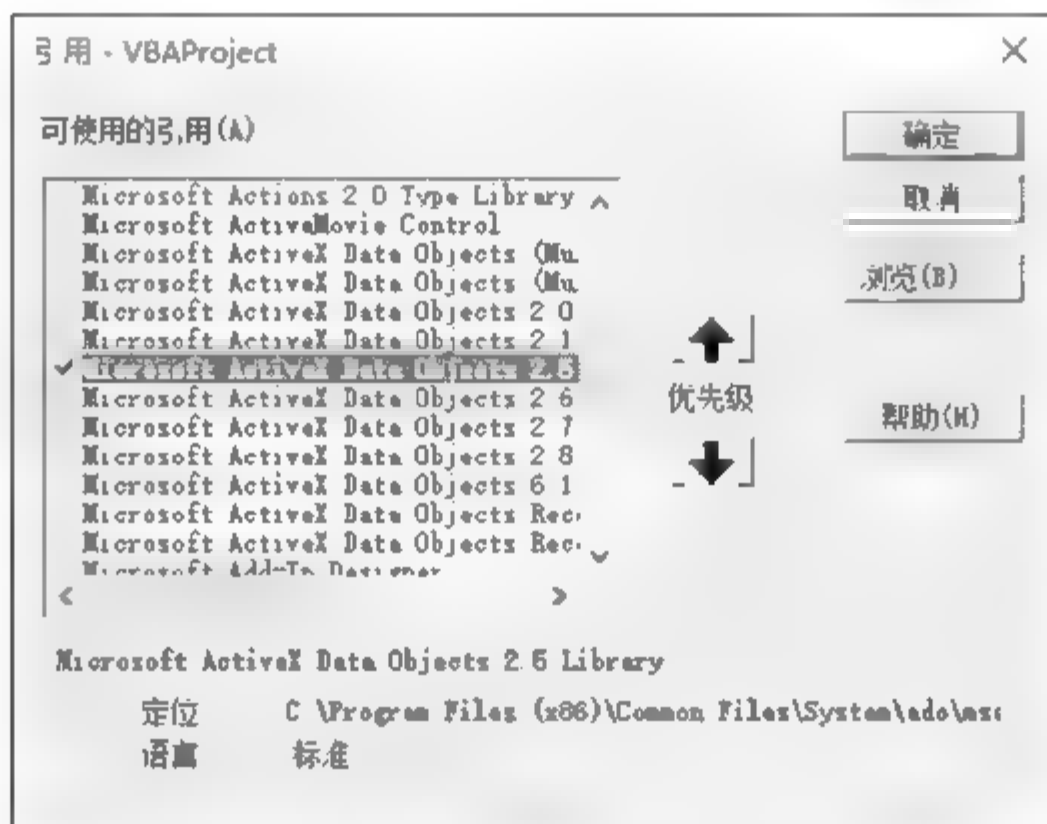 引用 - VBAProject
可使用的引用(A)
确定
取消
浏览(B)
帮助(H)
Microsoft Actions 2 0 Type Library
Microsoft ActiveMovie Control
Microsoft ActiveX Data Objects (Mu
Microsoft ActiveX Data Objects (Mu
Microsoft ActiveX Data Objects 2 0
Microsoft ActiveX Data Objects 2 1
Microsoft ActiveX Data Objects 2.5
Microsoft ActiveX Data Objects 2 6
Microsoft ActiveX Data Objects 2 7
Microsoft ActiveX Data Objects 2 8
Microsoft ActiveX Data Objects 6 1
Microsoft ActiveX Data Objects Rec
Microsoft ActiveX Data Objects Rec
Microsoft Add-In Designer
优先级
Microsoft ActiveX Data Objects 2 5 Library
定位 C \Program Files (x86)\Common Files\System\ado\ms
语言 标准